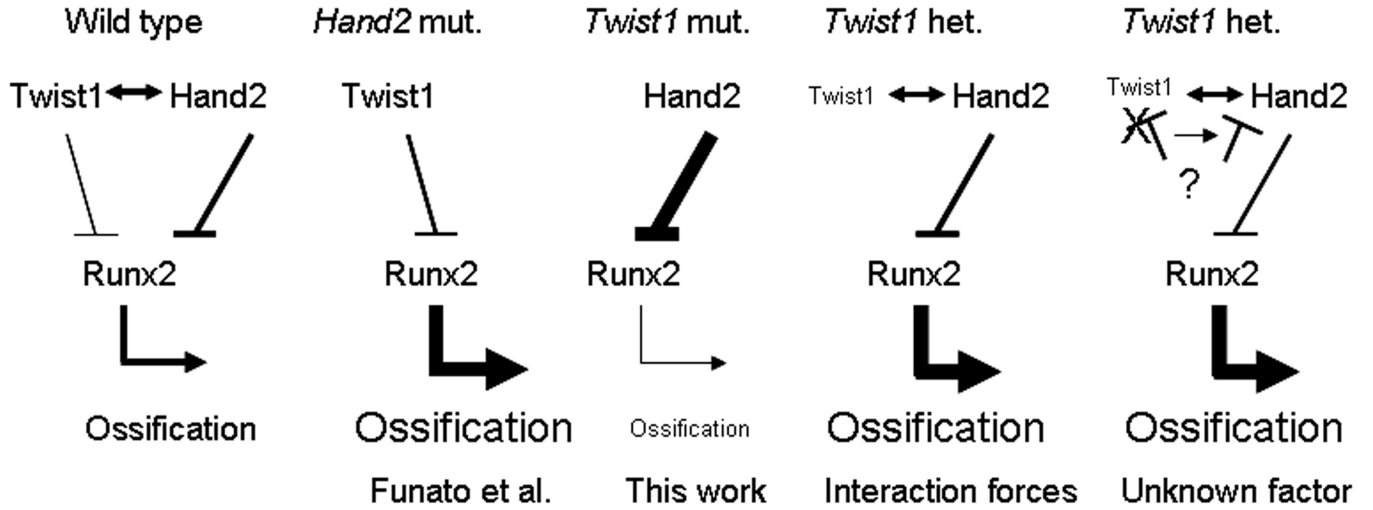 Wild type Hand2 mut. Twist1 mut. Twist1 het. Twist1 het.
Twist1 Hand2 Twist1 Hand2 Twist1 Hand2 Twist1 Hand2
X
?
Runx2 Runx2 Runx2 Runx2 Runx2
Ossification Ossification Ossification Ossification Ossification
Funato et al. This work Interaction forces Unknown factor